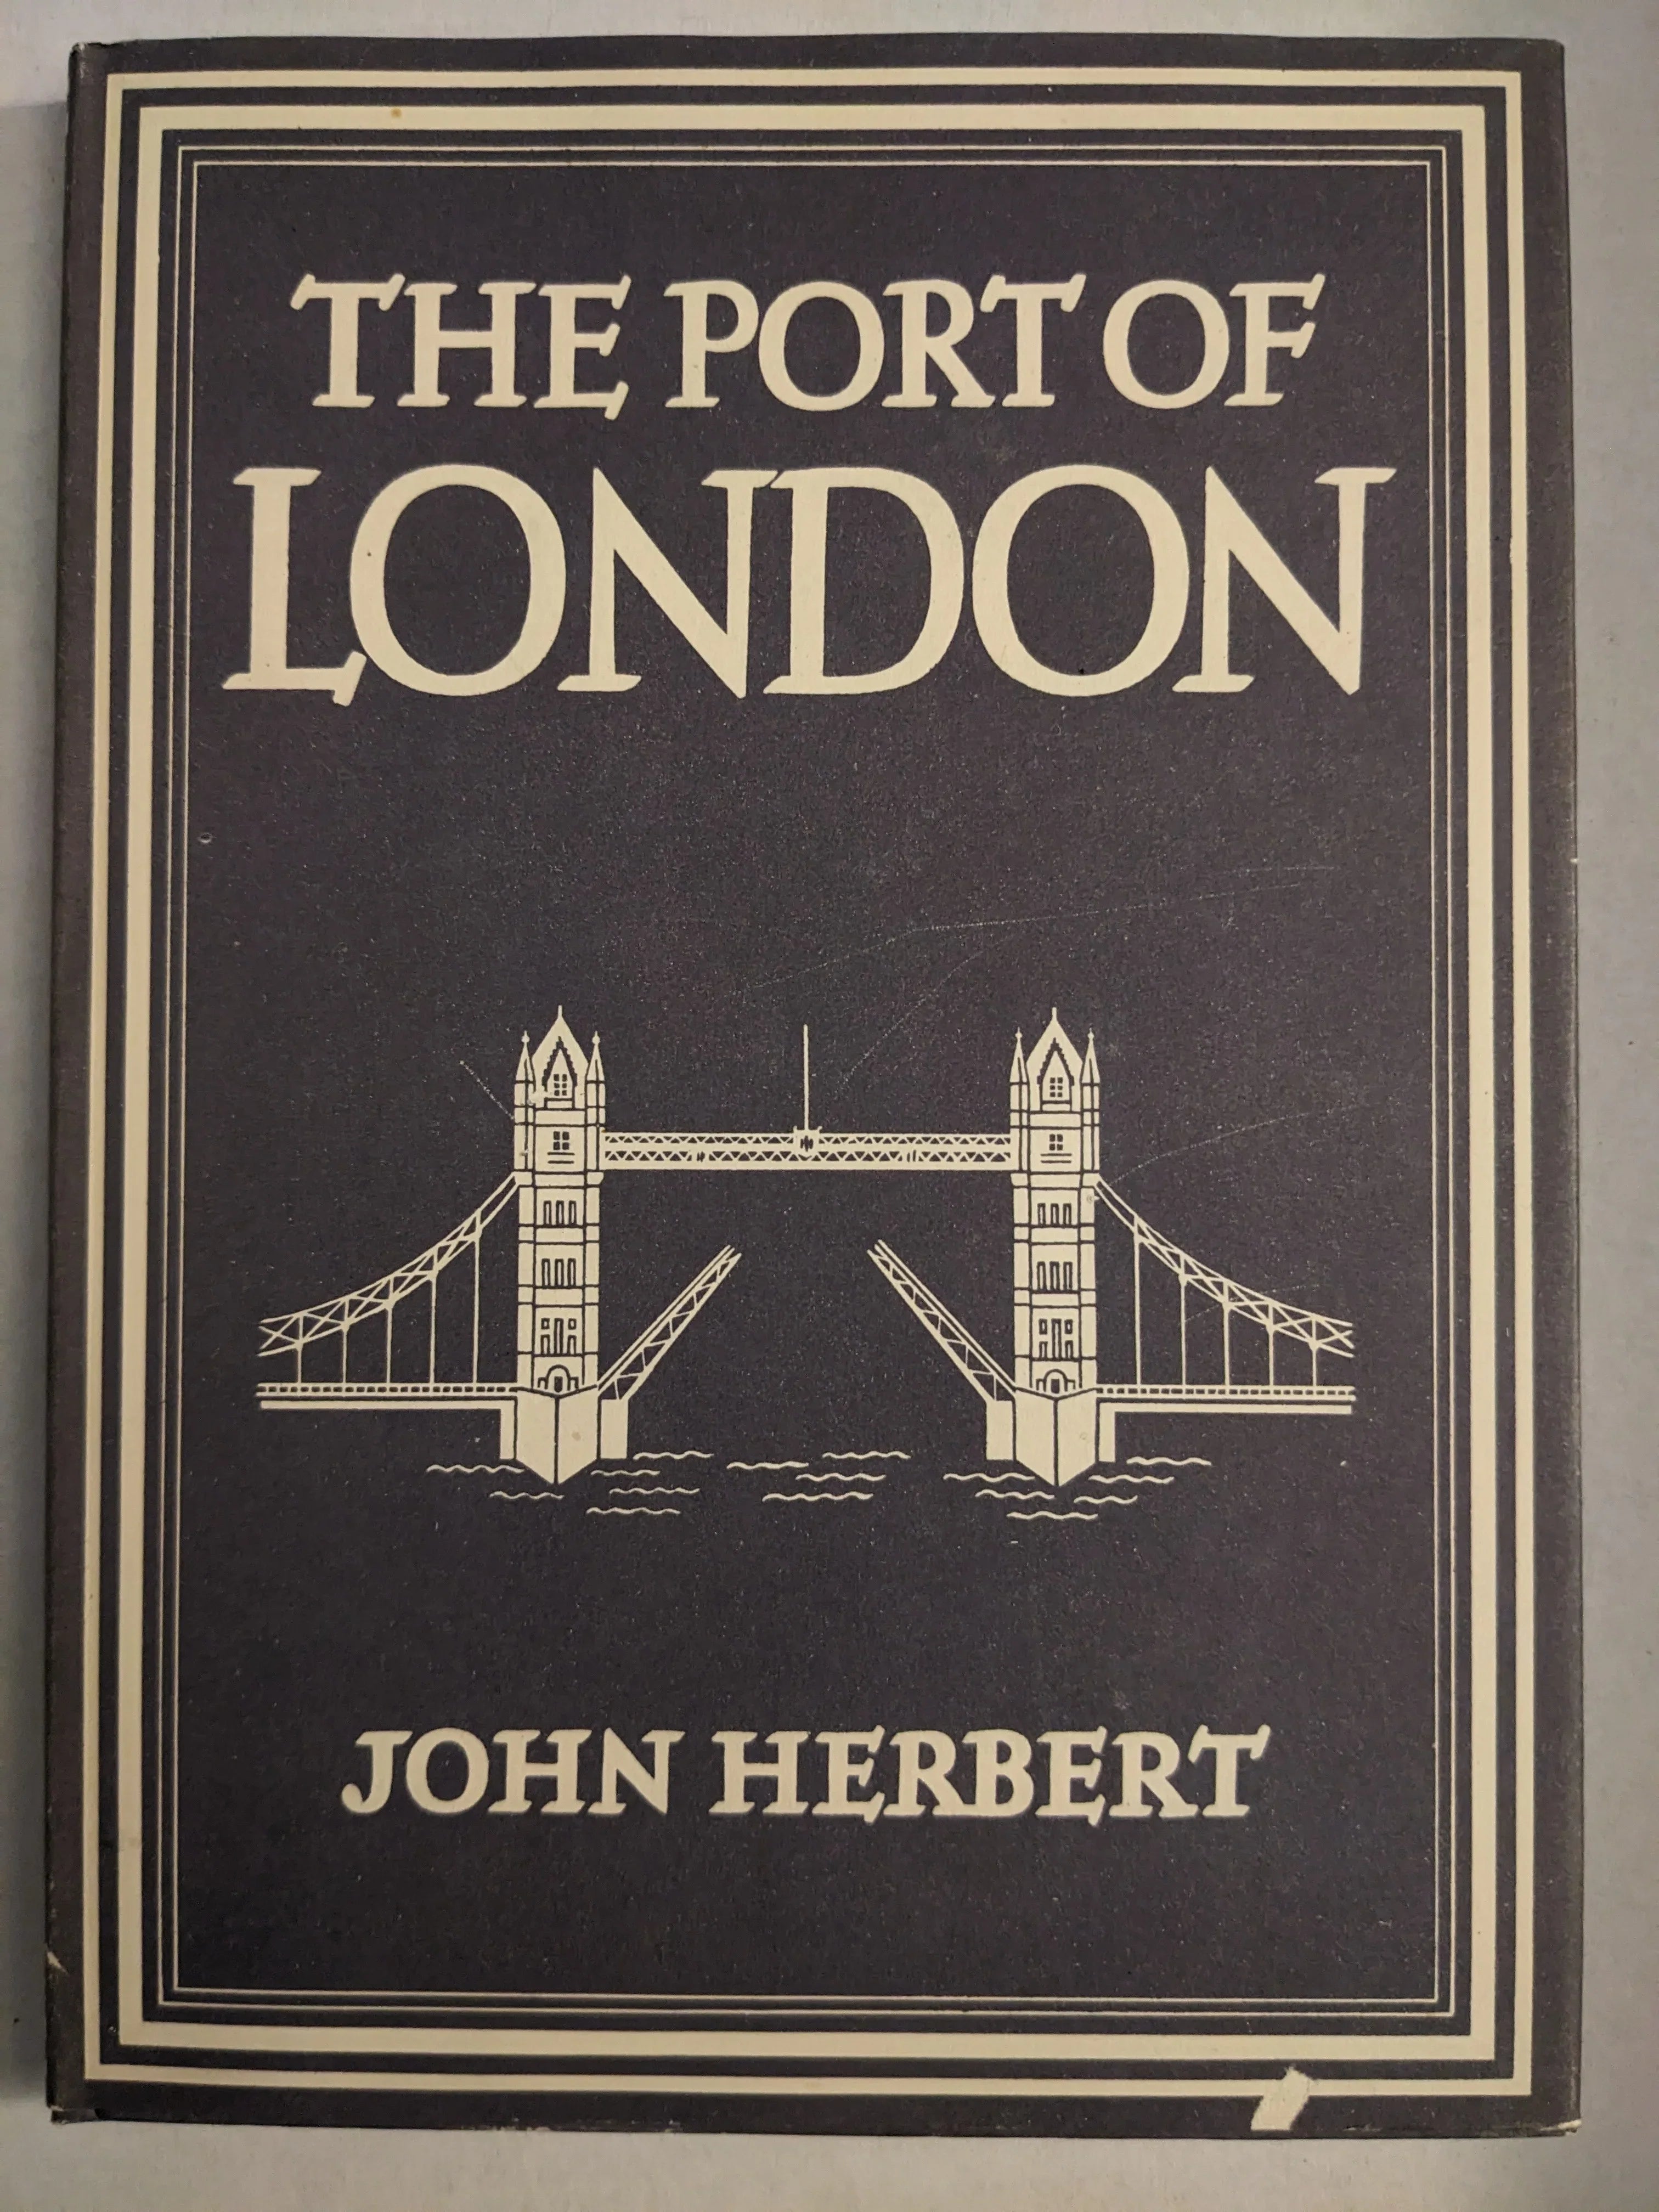 THE PORT OF
LONDON
JOHN HERBERT